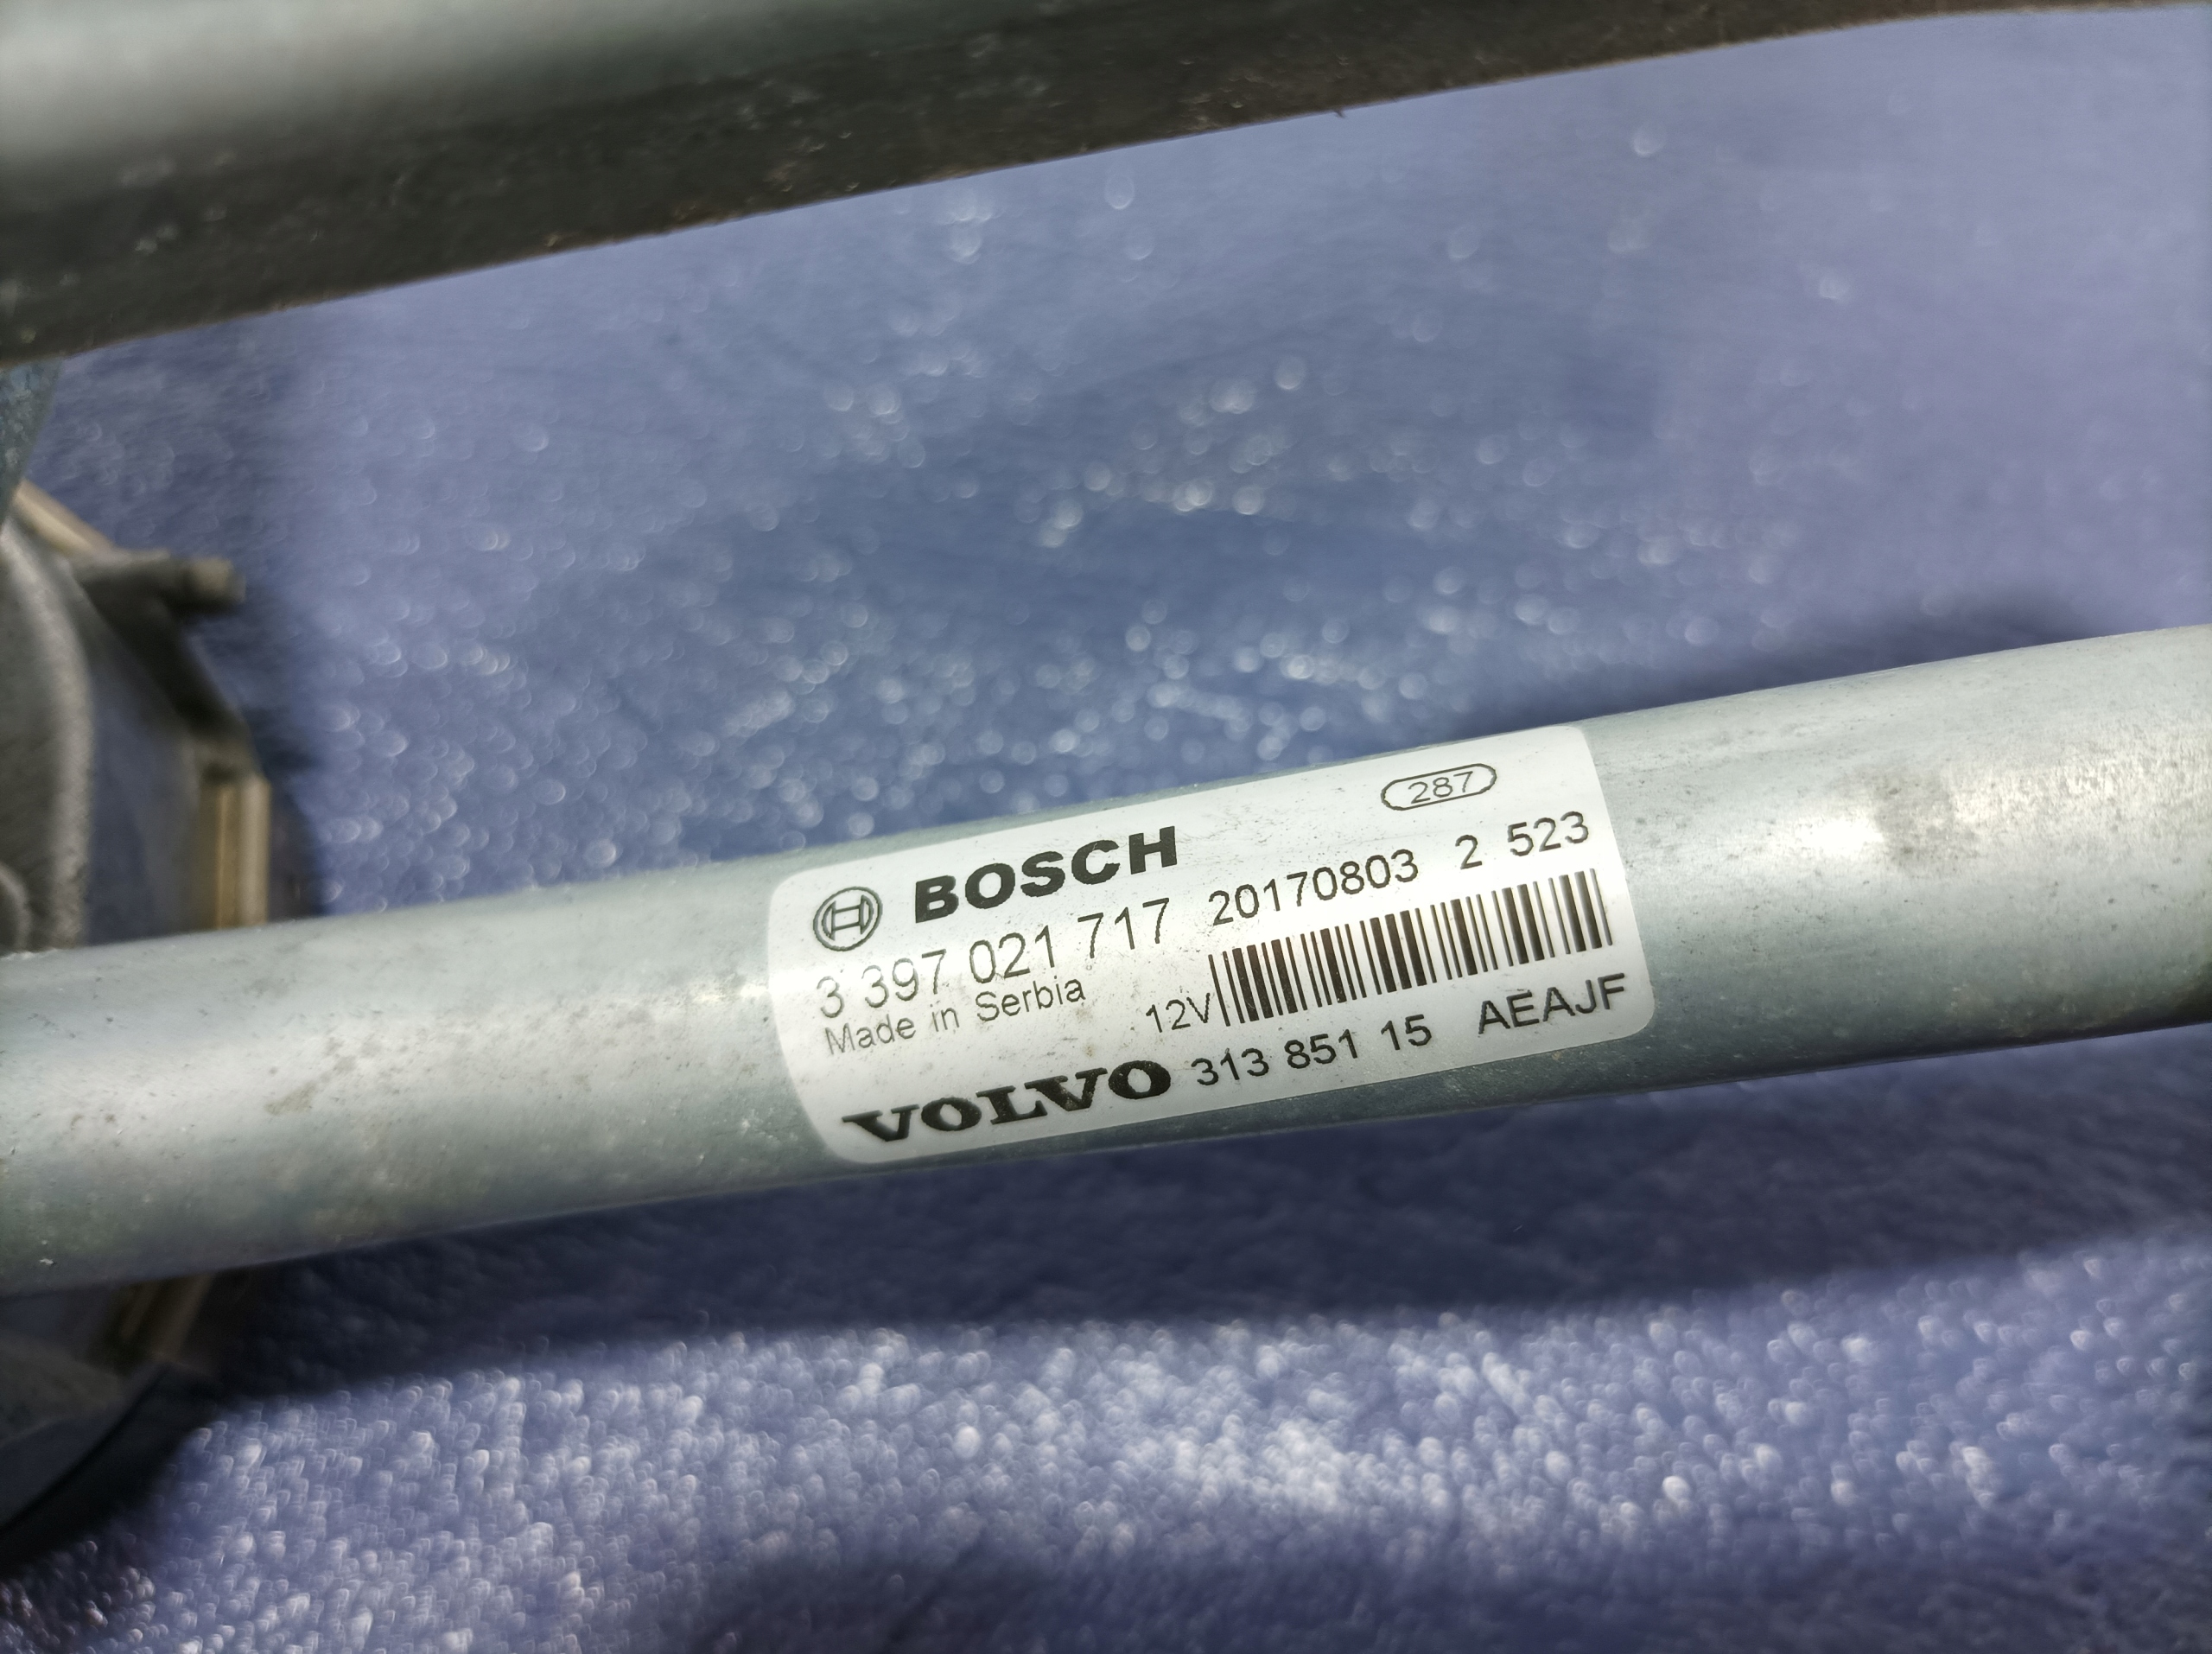 287
BOSCH
3 397 021 717 20170803 2 523
Made in Serbia 12V
VOLVO 313 851 15 AEAJF